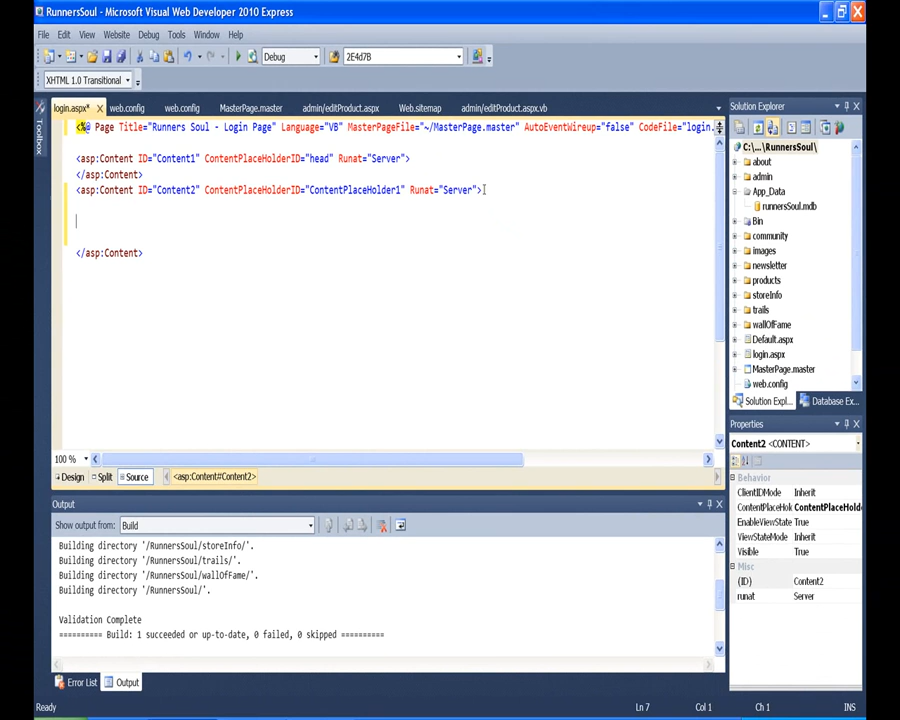 RunnersSoul - Microsoft Visual Web Developer 2010 Express
File Edit View Website Debug Tools Window Help
Debug 2E4d7B
XHTML 1.0 Transitional
login.aspx* web.config web.config MasterPage.master admin/editProduct.aspx Web.sitemap admin/editProduct.aspx.vb
Toolbox
<%@ Page Title="Runners Soul - Login Page" Language="VB" MasterPageFile="~/MasterPage.master" AutoEventWireup="false" CodeFile="login.
<asp:Content ID="Content1" ContentPlaceHolderID="head" Runat="Server">
</asp:Content>
<asp:Content ID="Content2" ContentPlaceHolderID="ContentPlaceHolder1" Runat="Server">
</asp:Content>
100 %
Design Split Source <asp:Content#Content2>
Output
Show output from: Build
Building directory '/RunnersSoul/storeInfo/'.
Building directory '/RunnersSoul/trails/'.
Building directory '/RunnersSoul/wallOfFame/'.
Building directory '/RunnersSoul/'.
Validation Complete
========== Build: 1 succeeded or up-to-date, 0 failed, 0 skipped ==========
Error List Output
Solution Explorer
C:\...\RunnersSoul\
about
admin
App_Data
runnersSoul.mdb
Bin
community
images
newsletter
products
storeInfo
trails
wallOfFame
Default.aspx
login.aspx
MasterPage.master
web.config
Solution Expl... Database Ex...
Properties
Content2 <CONTENT>
Behavior
ClientIDMode Inherit
ContentPlaceHol ContentPlaceHolde
EnableViewState True
ViewStateMode Inherit
Visible True
Misc
(ID) Content2
runat Server
Ready Ln 7 Col 1 Ch 1 INS